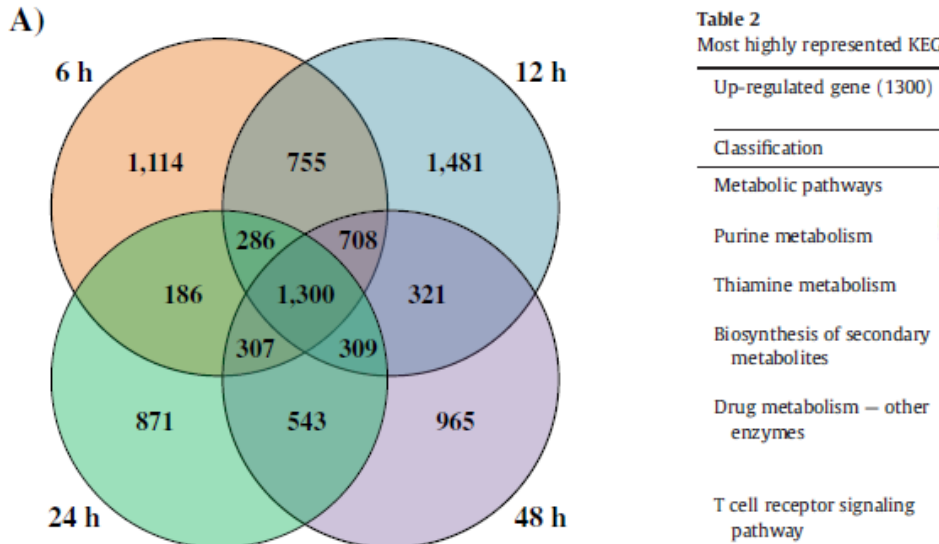 A)
6 h
12 h
1,114
755
1,481
286
708
186
1,300
321
307
309
871
543
965
24 h
48 h
Table 2
Most highly represented KEG
Up-regulated gene (1300)
Classification
Metabolic pathways
Purine metabolism
Thiamine metabolism
Biosynthesis of secondary
metabolites
Drug metabolism — other
enzymes
T cell receptor signaling
pathway